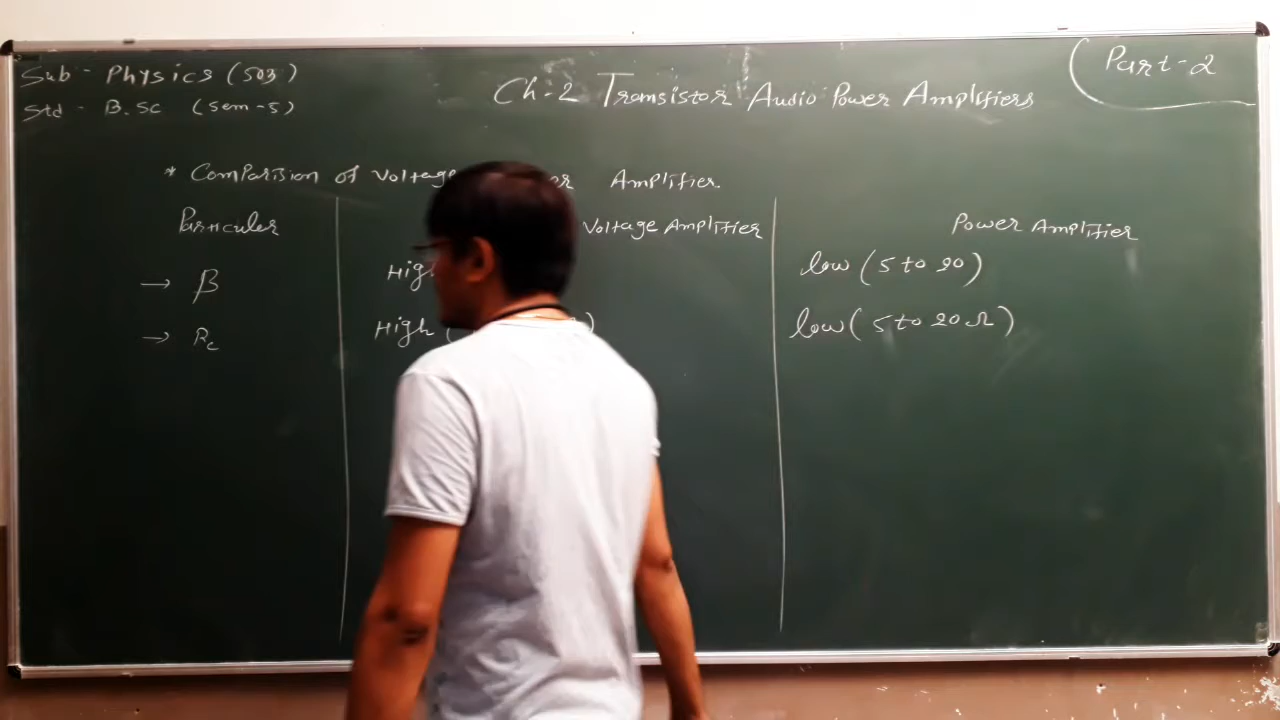 Sub - Physics (503)
Std - B.Sc (Sem-5)
Ch-2 Transistor Audio Power Amplifiers
Part-2
* Comparision of Voltage Amplifier.
Particuler Voltage Amplifier Power Amplifier
→ β High low (5 to 20)
→ Rc High ( ) low (5 to 20 Ω)